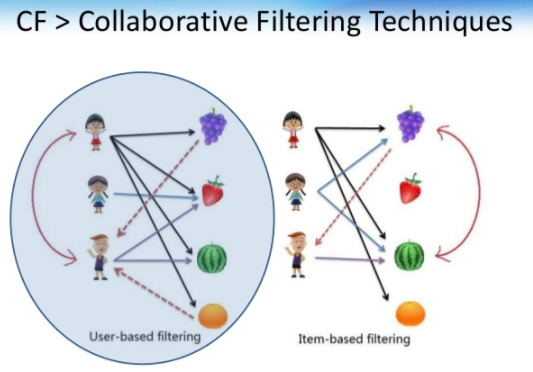 CF > Collaborative Filtering Techniques
User-based filtering
Item-based filtering